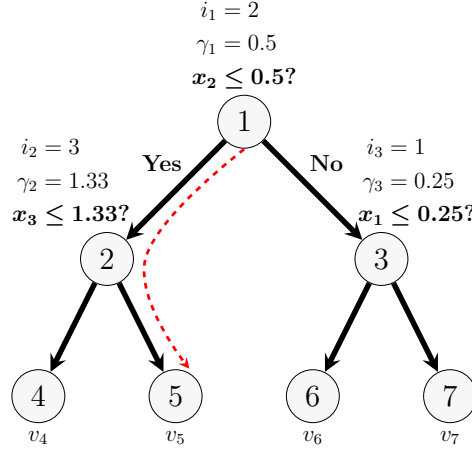 i₁ = 2
γ₁ = 0.5
x₂ ≤ 0.5?
1
Yes
No
i₂ = 3
γ₂ = 1.33
x₃ ≤ 1.33?
i₃ = 1
γ₃ = 0.25
x₁ ≤ 0.25?
2
3
4
5
6
7
v₄
v₅
v₆
v₇